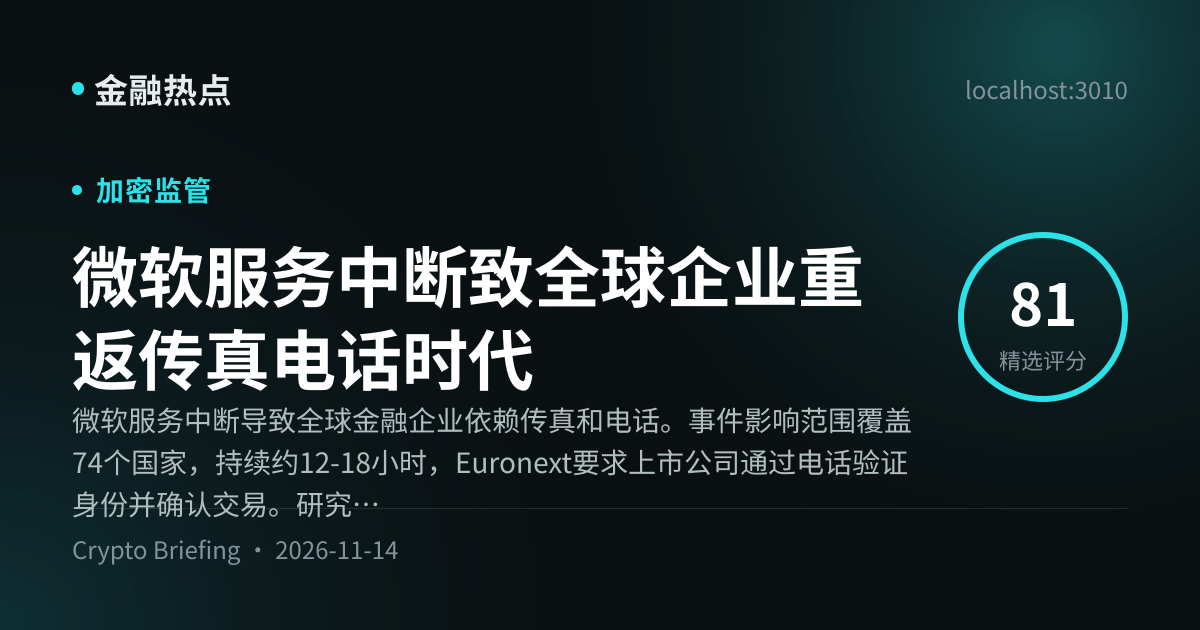 金融热点
localhost:3010
加密监管
微软服务中断致全球企业重
返传真电话时代
81
精选评分
微软服务中断导致全球金融企业依赖传真和电话。事件影响范围覆盖
74个国家，持续约12-18小时，Euronext要求上市公司通过电话验证
身份并确认交易。研究…
Crypto Briefing · 2026-11-14